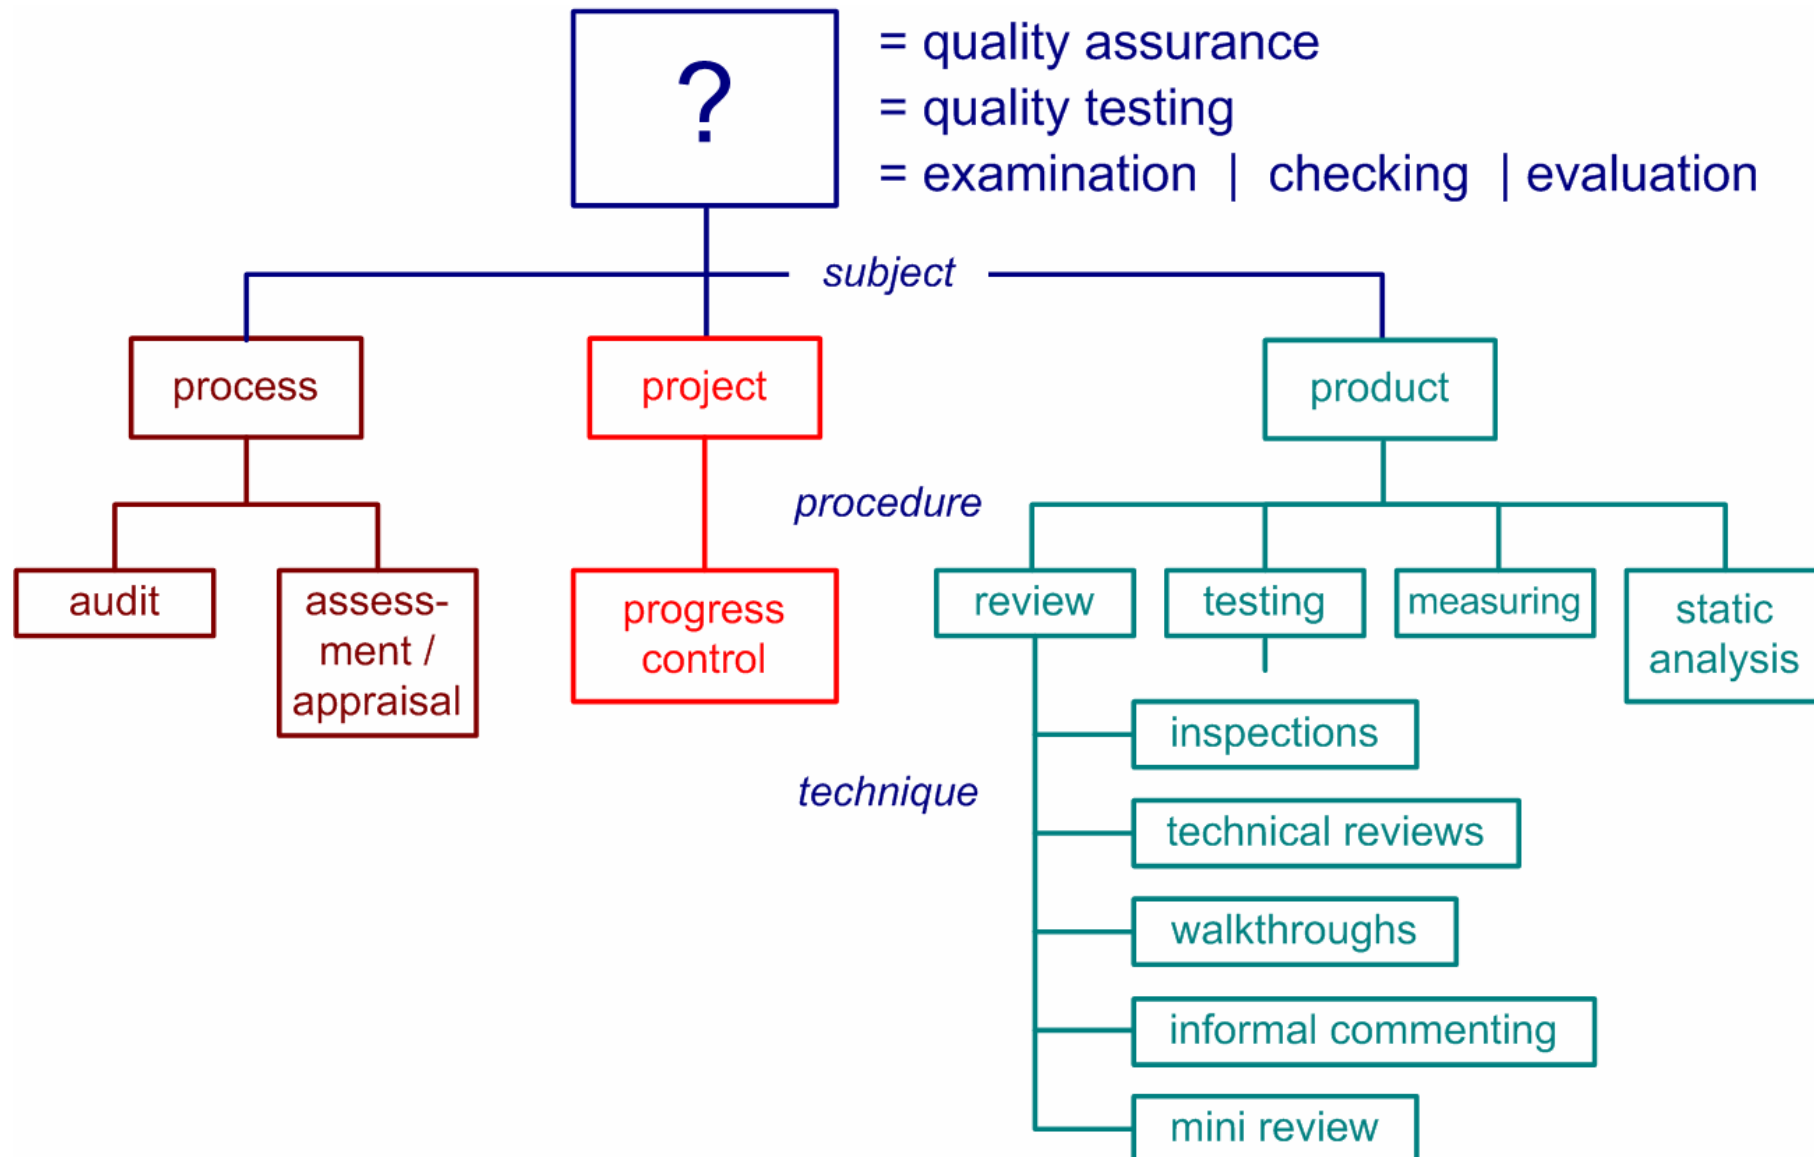 ?
= quality assurance
= quality testing
= examination | checking | evaluation
subject
process
project
product
procedure
audit
assess-
ment /
appraisal
progress
control
review
testing
measuring
static
analysis
inspections
technique
technical reviews
walkthroughs
informal commenting
mini review